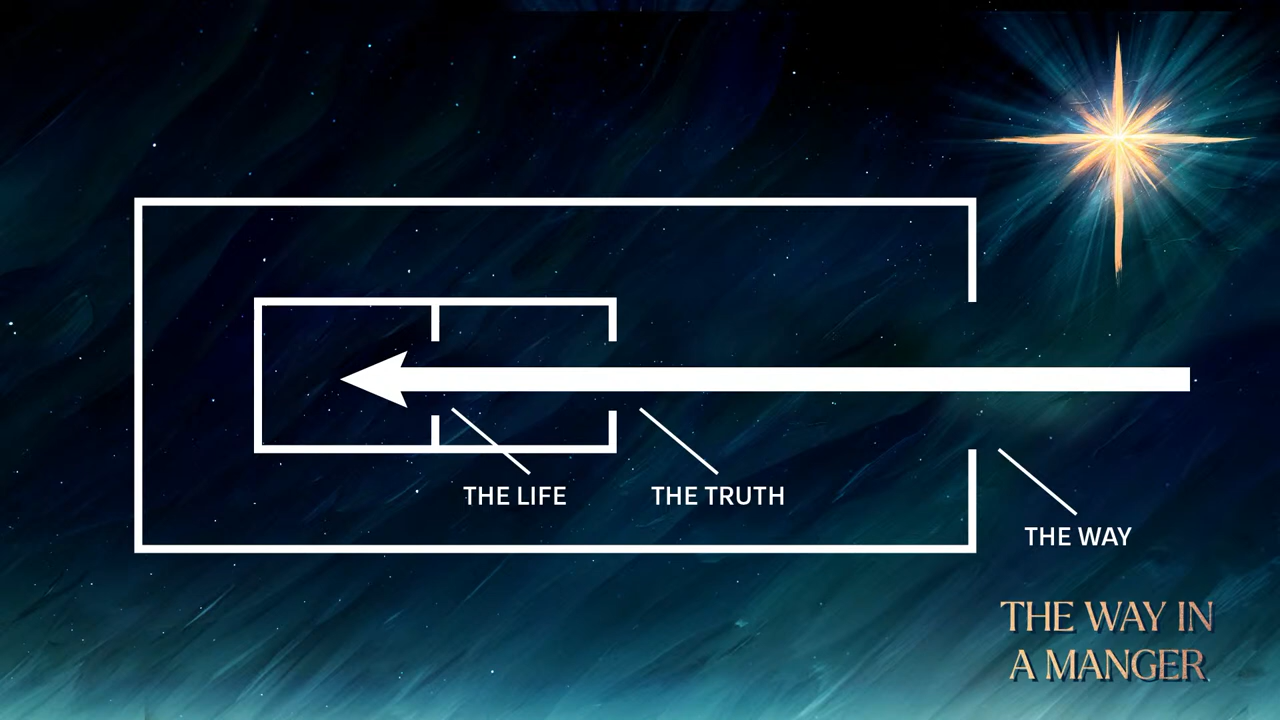 THE LIFE
THE TRUTH
THE WAY
THE WAY IN
A MANGER